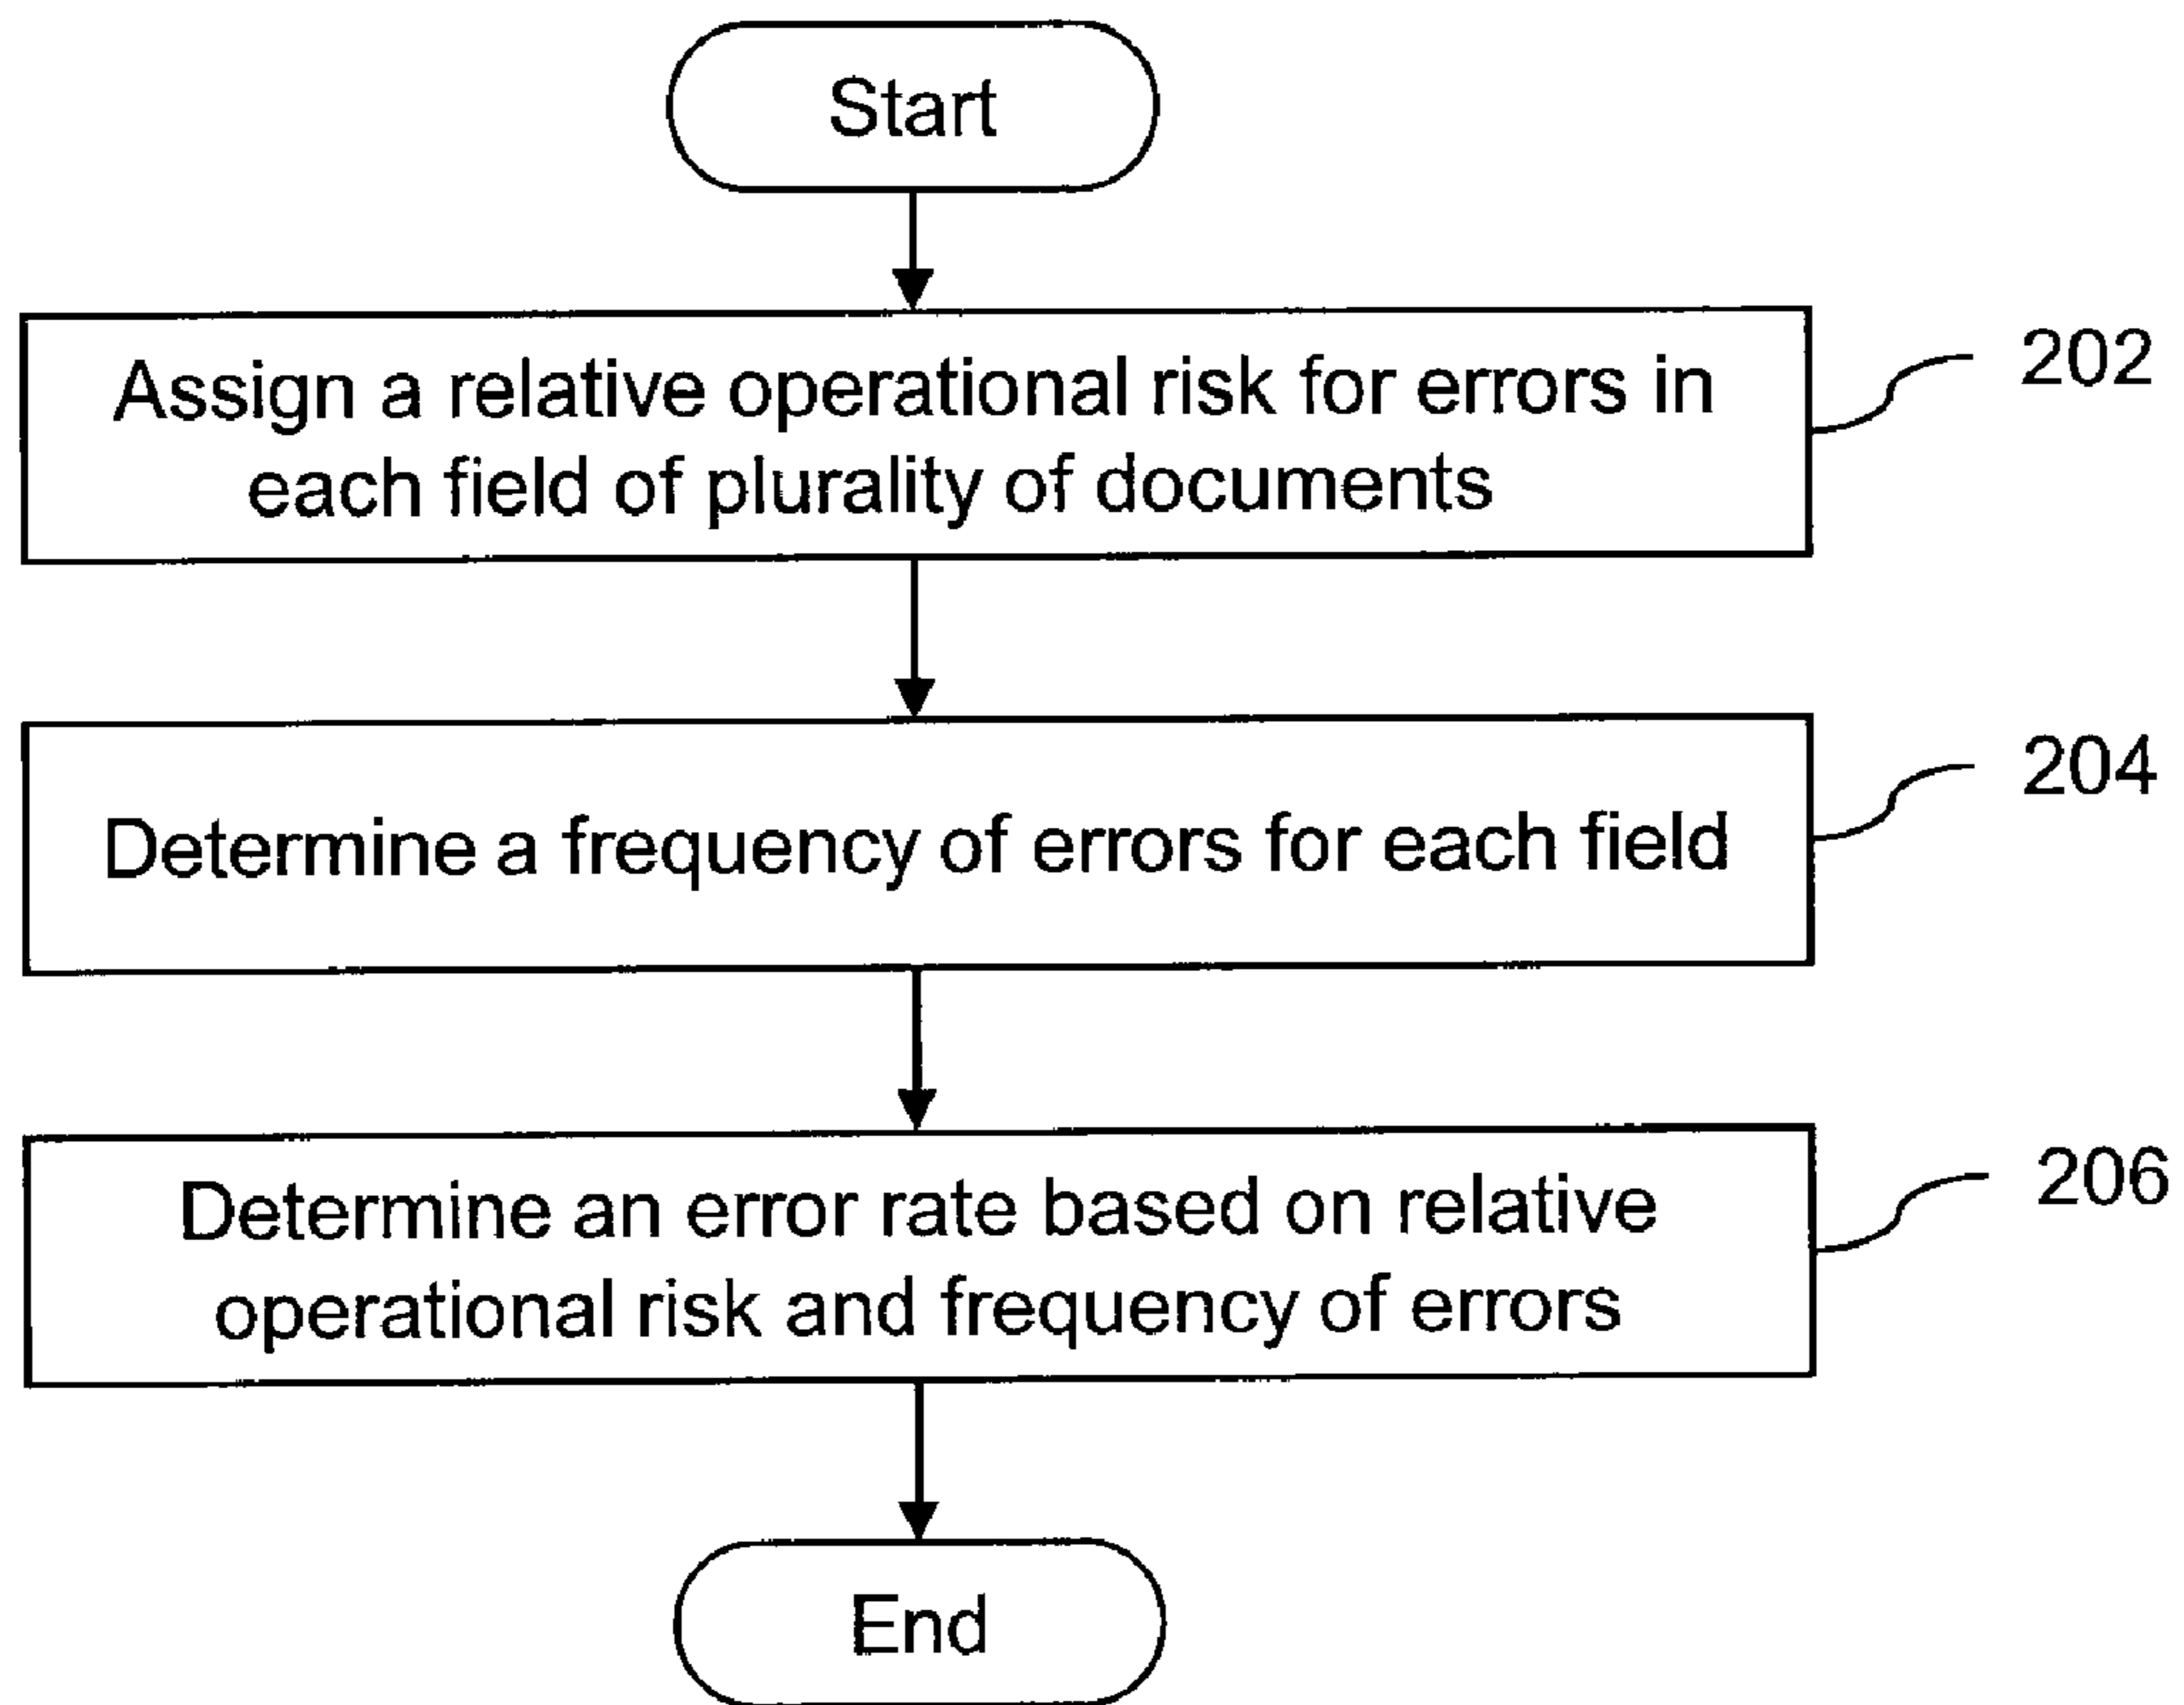 Start
Assign a relative operational risk for errors in
each field of plurality of documents
202
Determine a frequency of errors for each field
204
Determine an error rate based on relative
operational risk and frequency of errors
206
End